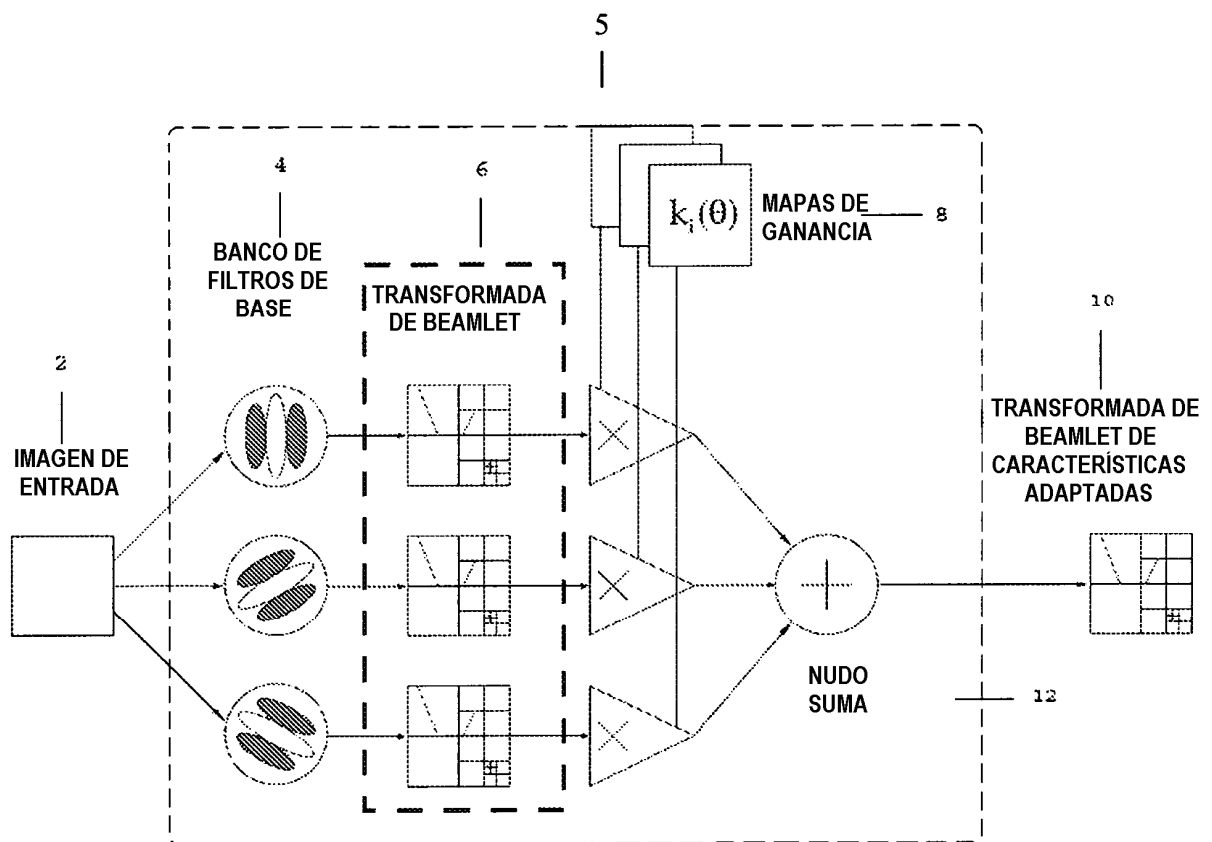 5
4
6
k_i(θ)
MAPAS DE
GANANCIA
8
BANCO DE
FILTROS DE
BASE
TRANSFORMADA
DE BEAMLET
2
10
IMAGEN DE
ENTRADA
TRANSFORMADA DE
BEAMLET DE
CARACTERÍSTICAS
ADAPTADAS
NUDO
SUMA
12